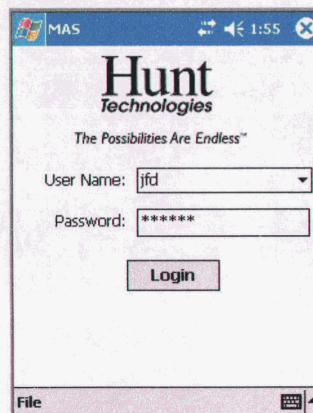 MAS 1:55
Hunt
Technologies
The Possibilities Are Endless™
User Name: jfd
Password: ******
Login
File